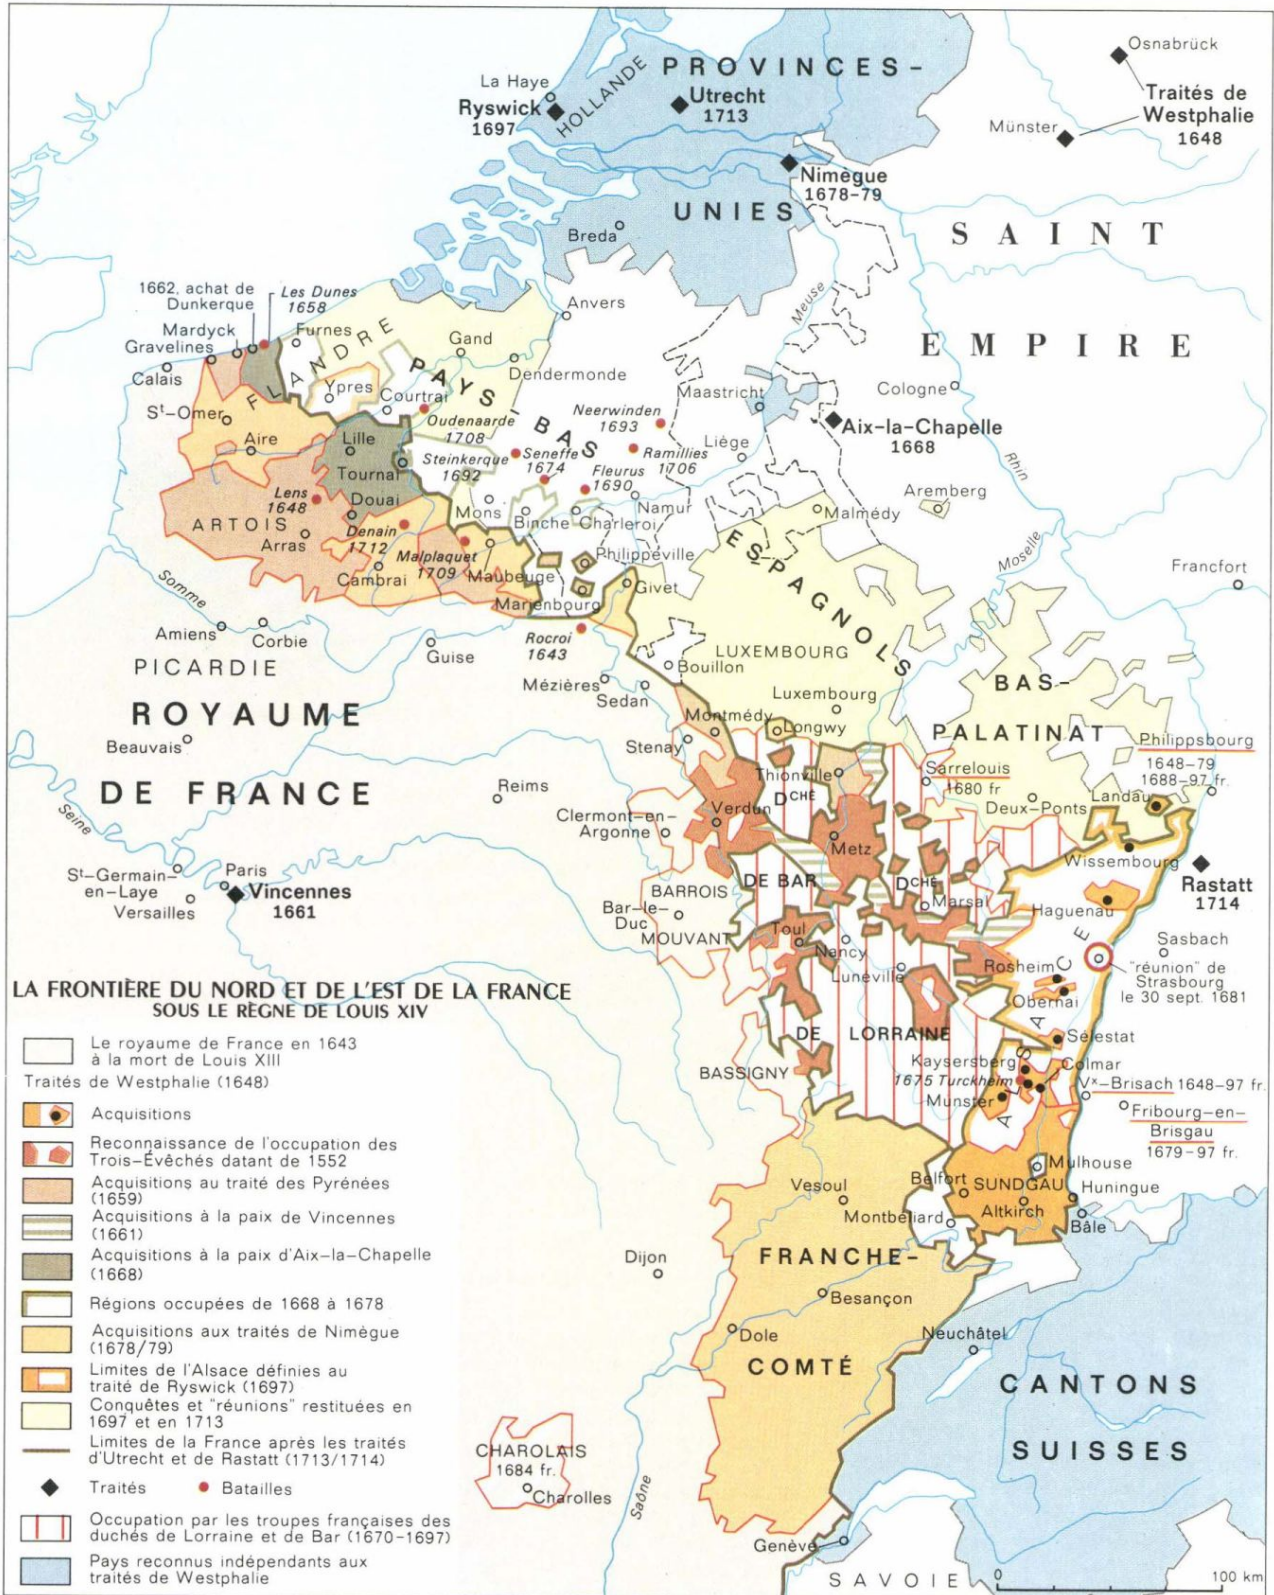 PROVINCES-
UNIES
HOLLANDE
La Haye
Ryswick
1697
Utrecht
1713
Osnabrück
Traités de
Westphalie
1648
Münster
Nimègue
1678-79
SAINT
EMPIRE
Breda
Anvers
Meuse
1662, achat de
Dunkerque
Les Dunes
1658
Mardyck
Gravelines
Calais
Furnes
FLANDRE
Gand
Dendermonde
PAYS-BAS
ESPAGNOLS
Ypres
Courtrai
Oudenaarde
1708
Neerwinden
1693
Maastricht
Cologne
Aix-la-Chapelle
1668
Rhin
St-Omer
Aire
Lille
Tournai
Steinkerque
1692
Seneffe
1674
Fleurus
1690
Ramillies
1706
Liège
Namur
Malmédy
Aremberg
Lens
1648
Douai
Mons
Binche
Charleroi
ARTOIS
Arras
Denain
1712
Cambrai
Malplaquet
1709
Maubeuge
Philippeville
Marienbourg
Givet
Moselle
Francfort
Somme
Amiens
Corbie
PICARDIE
Guise
Rocroi
1643
Bouillon
LUXEMBOURG
Luxembourg
Mézières
Sedan
ROYAUME
DE FRANCE
Beauvais
Montmédy
Longwy
Stenay
BAS-
PALATINAT
Philippsbourg
1648-79
1688-97 fr.
Thionville
Sarrelouis
1680 fr
Deux-Ponts
Landau
Seine
Reims
Clermont-en-
Argonne
Verdun
DCHÉ
DE BAR
Metz
Wissembourg
St-Germain-
en-Laye
Versailles
Paris
Vincennes
1661
BARROIS
MOUVANT
Bar-le-
Duc
DCHÉ
DE LORRAINE
Marsal
Haguenau
Rastatt
1714
Toul
Nancy
Lunéville
ALSACE
Rosheim
Obernai
Sasbach
"réunion" de
Strasbourg
le 30 sept. 1681
Sélestat
BASSIGNY
Kaysersberg
1675 Turckheim
Munster
Colmar
Vx-Brisach 1648-97 fr.
Fribourg-en-
Brisgau
1679-97 fr.
Mulhouse
Belfort
SUNDGAU
Huningue
Altkirch
Bâle
Vesoul
Montbéliard
FRANCHE-
COMTÉ
Dijon
Besançon
Dole
Neuchâtel
CANTONS
SUISSES
CHAROLAIS
1684 fr.
Charolles
Saône
Genève
SAVOIE
0 100 km
LA FRONTIÈRE DU NORD ET DE L'EST DE LA FRANCE
SOUS LE RÈGNE DE LOUIS XIV
Le royaume de France en 1643
à la mort de Louis XIII
Traités de Westphalie (1648)
Acquisitions
Reconnaissance de l'occupation des
Trois-Évêchés datant de 1552
Acquisitions au traité des Pyrénées
(1659)
Acquisitions à la paix de Vincennes
(1661)
Acquisitions à la paix d'Aix-la-Chapelle
(1668)
Régions occupées de 1668 à 1678
Acquisitions aux traités de Nimègue
(1678/79)
Limites de l'Alsace définies au
traité de Ryswick (1697)
Conquêtes et "réunions" restituées en
1697 et en 1713
Limites de la France après les traités
d'Utrecht et de Rastatt (1713/1714)
Traités
Batailles
Occupation par les troupes françaises des
duchés de Lorraine et de Bar (1670-1697)
Pays reconnus indépendants aux
traités de Westphalie